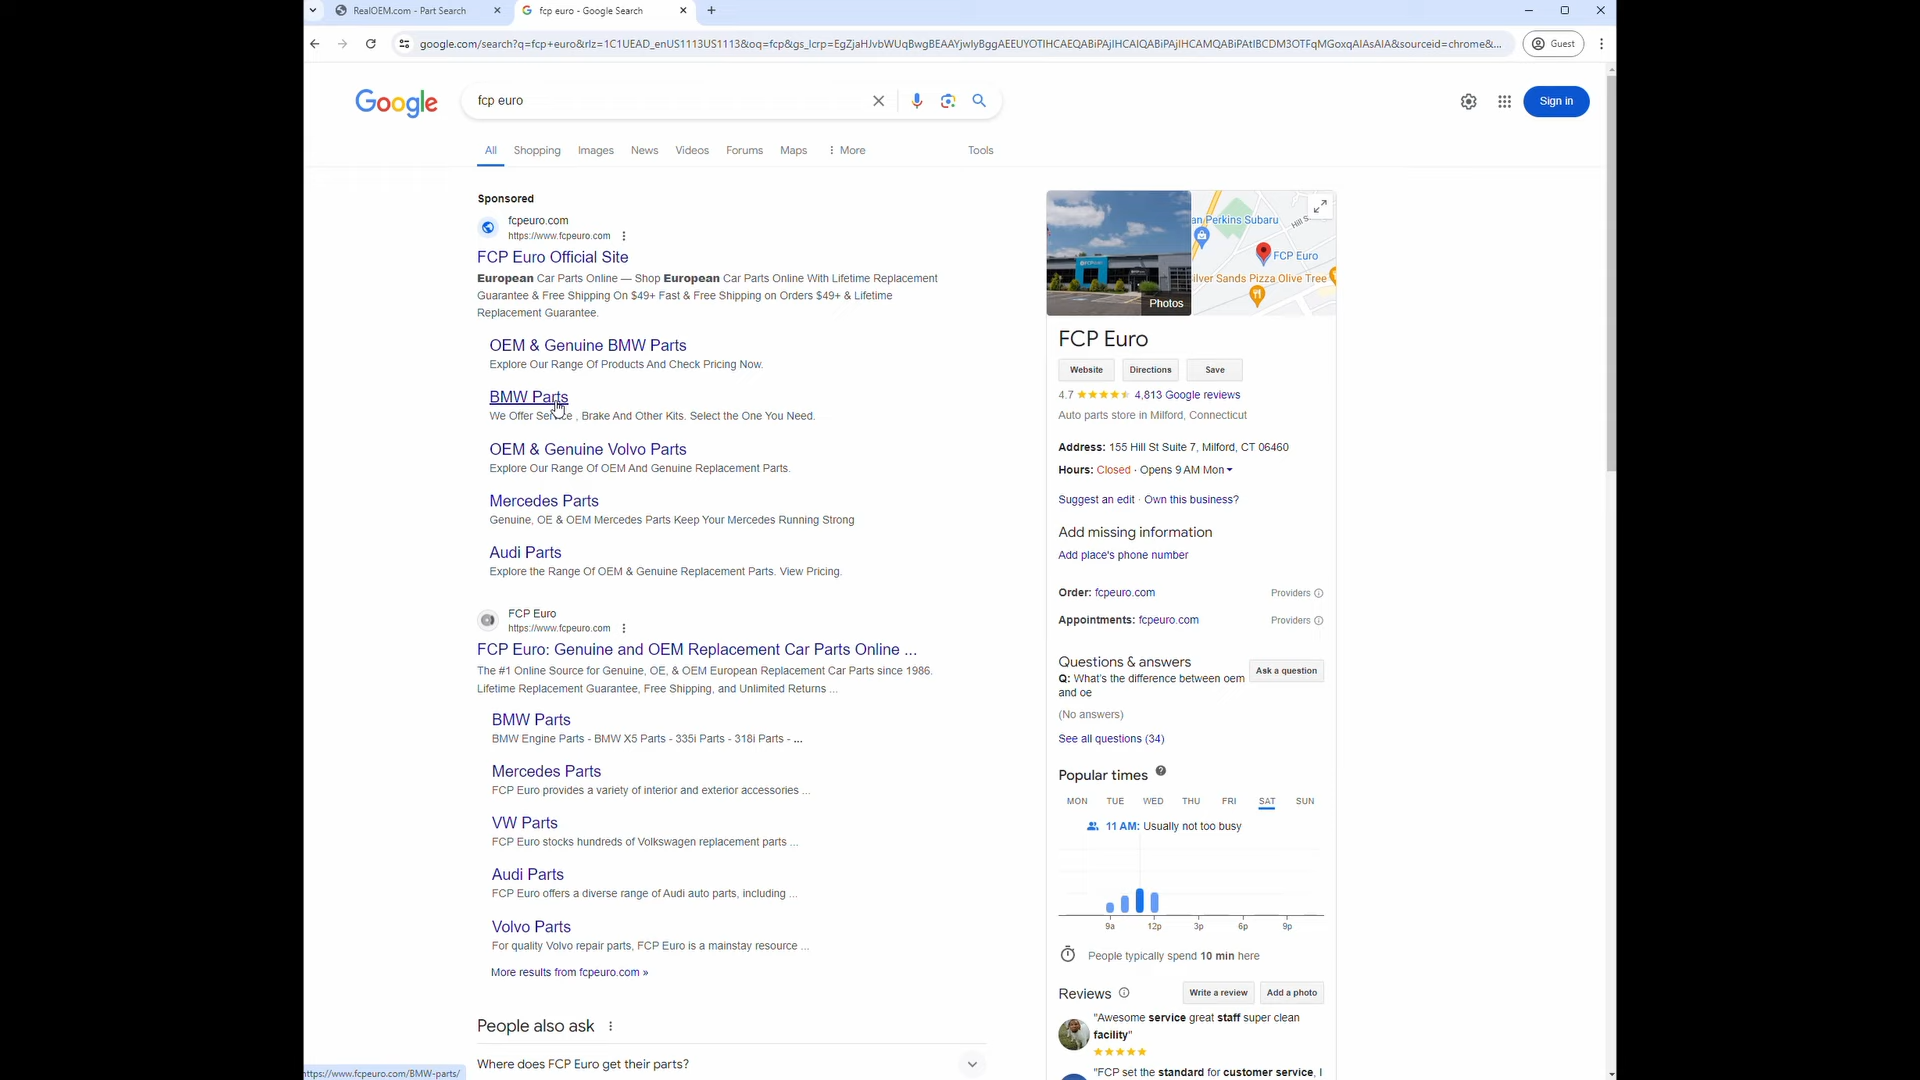 RealOEM.com - Part Search
fcp euro - Google Search
google.com/search?q=fcp+euro&rlz=1C1UEAD_enUS1113US1113&oq=fcp&gs_lcrp=
Guest
Google
fcp euro
Sign in
All Shopping Images News Videos Forums Maps More Tools
Sponsored
fcpeuro.com
https://www.fcpeuro.com
FCP Euro Official Site
European Car Parts Online — Shop European Car Parts Online With Lifetime Replacement
Guarantee & Free Shipping On $49+ Fast & Free Shipping on Orders $49+ & Lifetime
Replacement Guarantee.
OEM & Genuine BMW Parts
Explore Our Range Of Products And Check Pricing Now.
BMW Parts
We Offer Service , Brake And Other Kits. Select the One You Need.
OEM & Genuine Volvo Parts
Explore Our Range Of OEM And Genuine Replacement Parts.
Mercedes Parts
Genuine, OE & OEM Mercedes Parts Keep Your Mercedes Running Strong
Audi Parts
Explore the Range Of OEM & Genuine Replacement Parts. View Pricing.
FCP Euro
https://www.fcpeuro.com
FCP Euro: Genuine and OEM Replacement Car Parts Online ...
The #1 Online Source for Genuine, OE, & OEM European Replacement Car Parts since 1986.
Lifetime Replacement Guarantee, Free Shipping, and Unlimited Returns ...
BMW Parts
BMW Engine Parts - BMW X5 Parts - 335i Parts - 318i Parts - ...
Mercedes Parts
FCP Euro provides a variety of interior and exterior accessories ...
VW Parts
FCP Euro stocks hundreds of Volkswagen replacement parts ...
Audi Parts
FCP Euro offers a diverse range of Audi auto parts, including ...
Volvo Parts
For quality Volvo repair parts, FCP Euro is a mainstay resource ...
More results from fcpeuro.com »
People also ask
Where does FCP Euro get their parts?
an Perkins Subaru
Hill S
FCP Euro
ilver Sands Pizza Olive Tree
Photos
FCP Euro
Website Directions Save
4.7 4,813 Google reviews
Auto parts store in Milford, Connecticut
Address: 155 Hill St Suite 7, Milford, CT 06460
Hours: Closed · Opens 9 AM Mon
Suggest an edit · Own this business?
Add missing information
Add place's phone number
Order: fcpeuro.com Providers
Appointments: fcpeuro.com Providers
Questions & answers
Ask a question
Q: What's the difference between oem
and oe
(No answers)
See all questions (34)
Popular times
MON TUE WED THU FRI SAT SUN
11 AM: Usually not too busy
9a 12p 3p 6p 9p
People typically spend 10 min here
Reviews Write a review Add a photo
"Awesome service great staff super clean
facility"
"FCP set the standard for customer service, I
https://www.fcpeuro.com/BMW-parts/